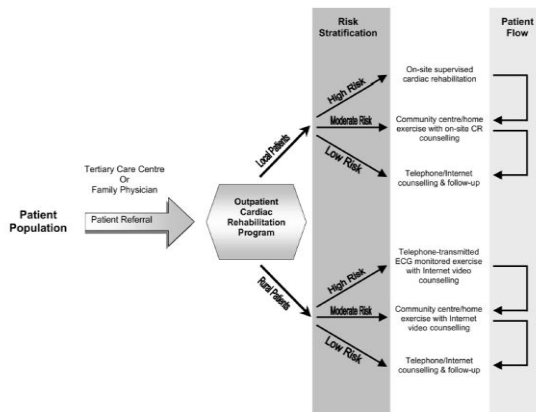 Risk
Stratification
Patient
Flow
Patient
Population
Tertiary Care Centre
Or
Family Physician
Patient Referral
Outpatient
Cardiac
Rehabilitation
Program
Local Patients
High Risk
Moderate Risk
Low Risk
On-site supervised
cardiac rehabilitation
Community centre/home
exercise with on-site CR
counselling
Telephone/Internet
counselling & follow-up
Rural Patients
High Risk
Moderate Risk
Low Risk
Telephone-transmitted
ECG monitored exercise
with Internet video
counselling
Community centre/home
exercise with Internet
video counselling
Telephone/Internet
counselling & follow-up